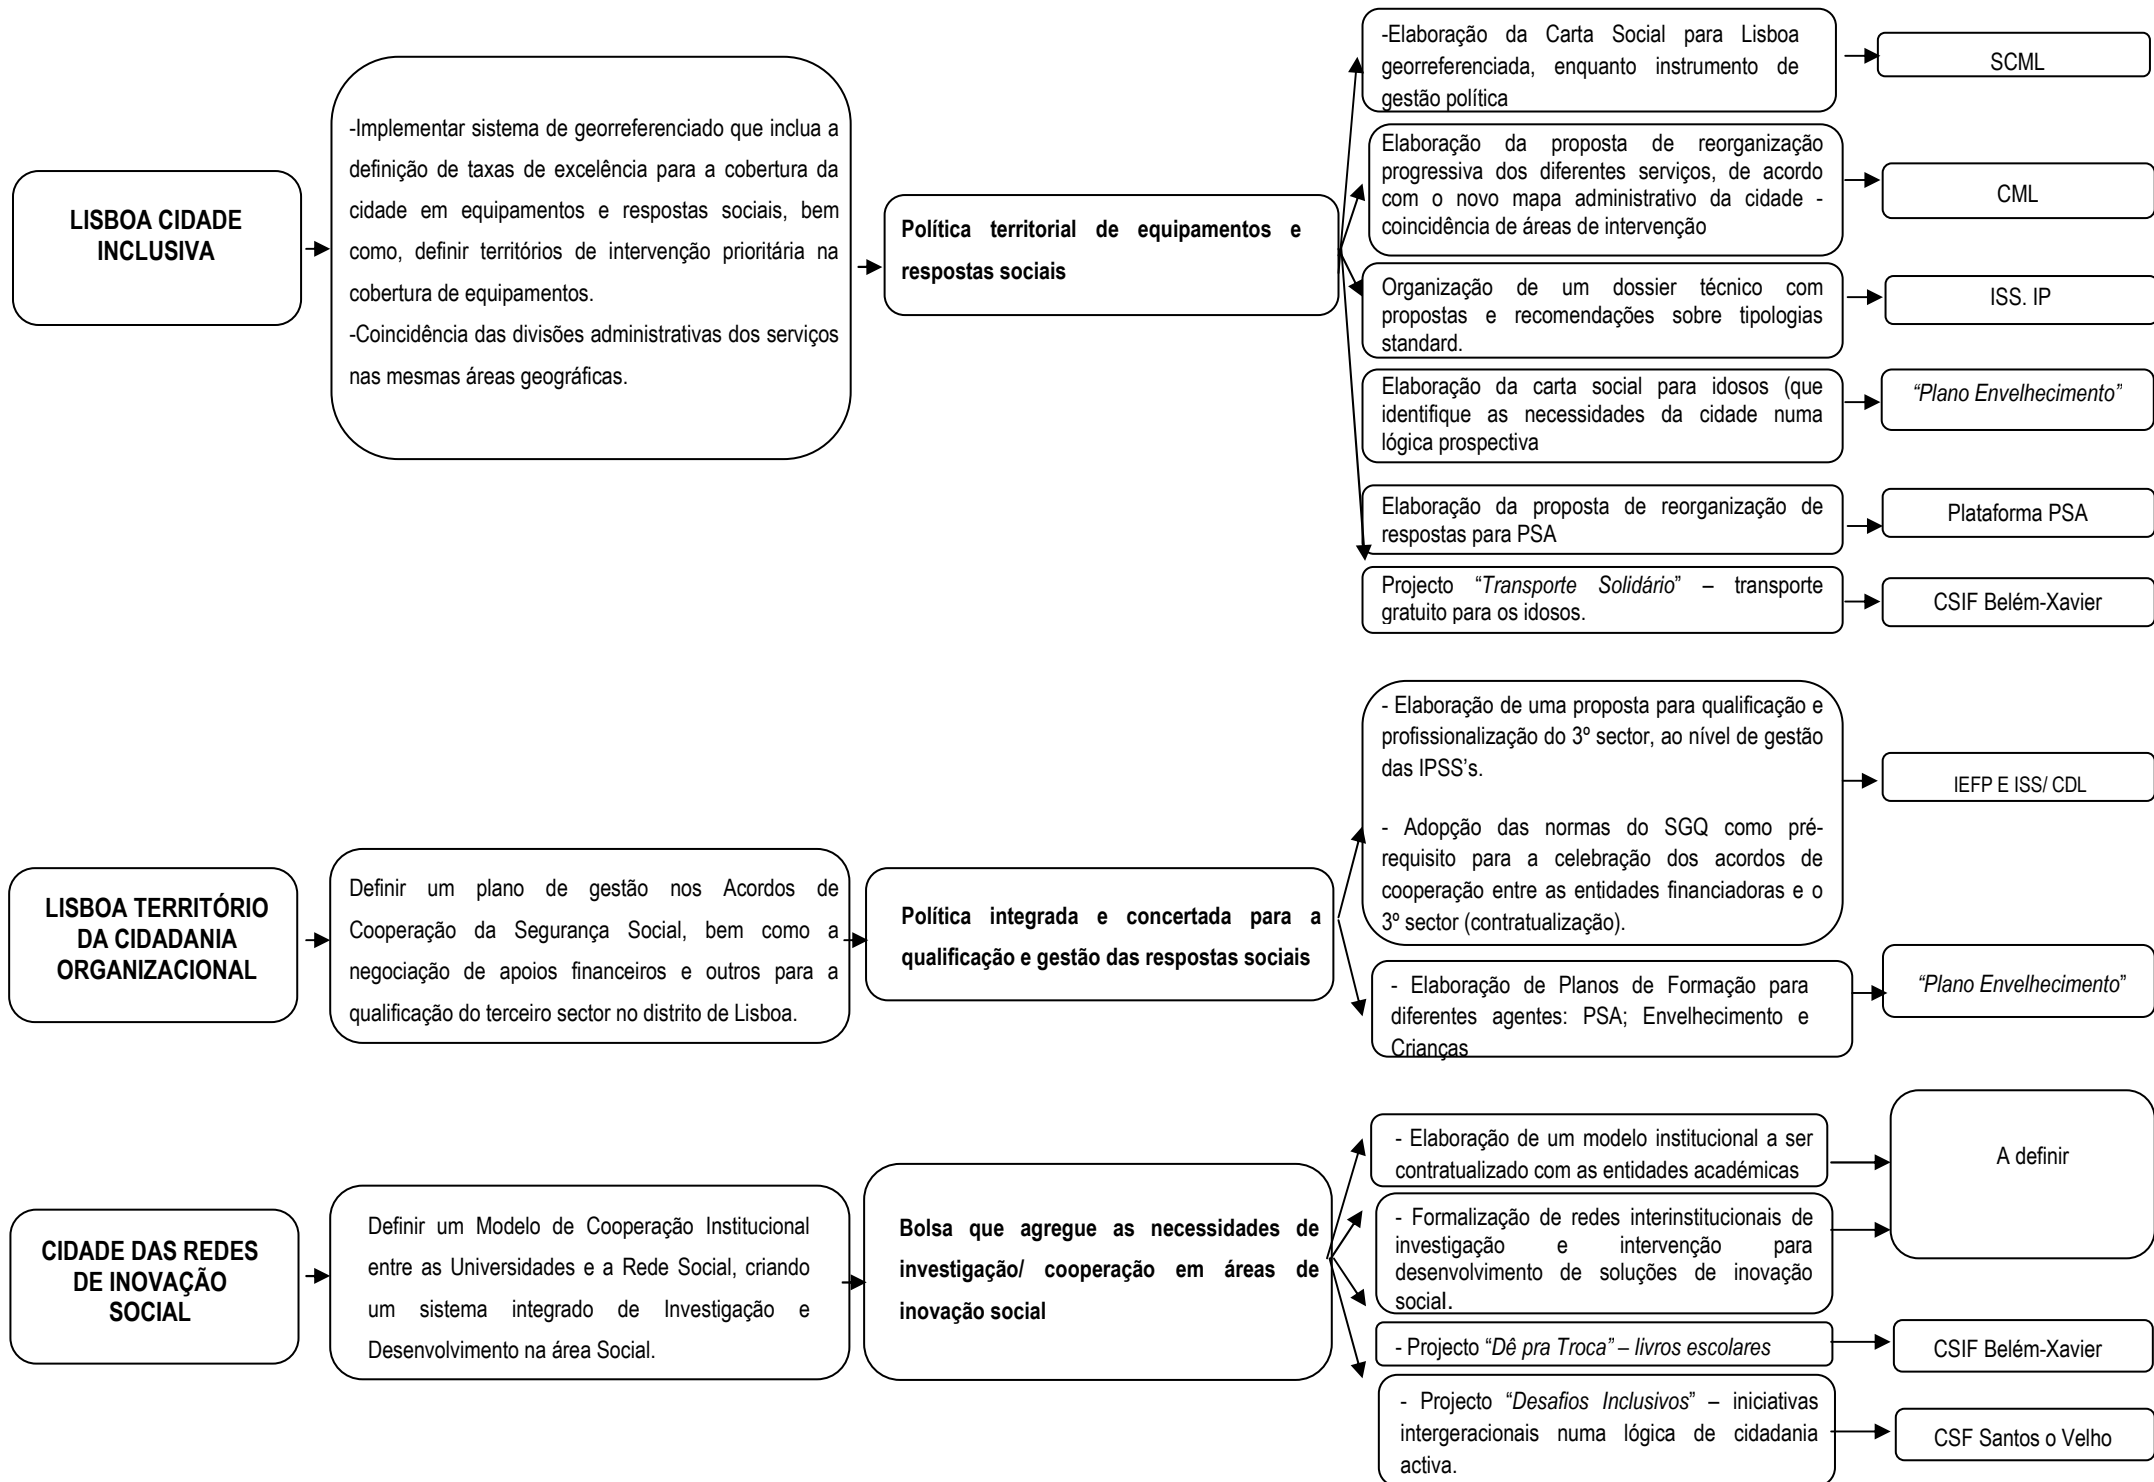 LISBOA CIDADE
INCLUSIVA
-Implementar sistema de georreferenciado que inclua a
definição de taxas de excelência para a cobertura da
cidade em equipamentos e respostas sociais, bem
como, definir territórios de intervenção prioritária na
cobertura de equipamentos.
-Coincidência das divisões administrativas dos serviços
nas mesmas áreas geográficas.
Política territorial de equipamentos e
respostas sociais
-Elaboração da Carta Social para Lisboa
georreferenciada, enquanto instrumento de
gestão política
SCML
Elaboração da proposta de reorganização
progressiva dos diferentes serviços, de acordo
com o novo mapa administrativo da cidade -
coincidência de áreas de intervenção
CML
Organização de um dossier técnico com
propostas e recomendações sobre tipologias
standard.
ISS. IP
Elaboração da carta social para idosos (que
identifique as necessidades da cidade numa
lógica prospectiva
“Plano Envelhecimento”
Elaboração da proposta de reorganização de
respostas para PSA
Plataforma PSA
Projecto “Transporte Solidário” – transporte
gratuito para os idosos.
CSIF Belém-Xavier
LISBOA TERRITÓRIO
DA CIDADANIA
ORGANIZACIONAL
Definir um plano de gestão nos Acordos de
Cooperação da Segurança Social, bem como a
negociação de apoios financeiros e outros para a
qualificação do terceiro sector no distrito de Lisboa.
Política integrada e concertada para a
qualificação e gestão das respostas sociais
- Elaboração de uma proposta para qualificação e
profissionalização do 3º sector, ao nível de gestão
das IPSS’s.
- Adopção das normas do SGQ como pré-
requisito para a celebração dos acordos de
cooperação entre as entidades financiadoras e o
3º sector (contratualização).
IEFP E ISS/ CDL
- Elaboração de Planos de Formação para
diferentes agentes: PSA; Envelhecimento e
Crianças
“Plano Envelhecimento”
CIDADE DAS REDES
DE INOVAÇÃO
SOCIAL
Definir um Modelo de Cooperação Institucional
entre as Universidades e a Rede Social, criando
um sistema integrado de Investigação e
Desenvolvimento na área Social.
Bolsa que agregue as necessidades de
investigação/ cooperação em áreas de
inovação social
- Elaboração de um modelo institucional a ser
contratualizado com as entidades académicas
A definir
- Formalização de redes interinstitucionais de
investigação e intervenção para
desenvolvimento de soluções de inovação
social.
- Projecto “Dê pra Troca” – livros escolares
CSIF Belém-Xavier
- Projecto “Desafios Inclusivos” – iniciativas
intergeracionais numa lógica de cidadania
activa.
CSF Santos o Velho